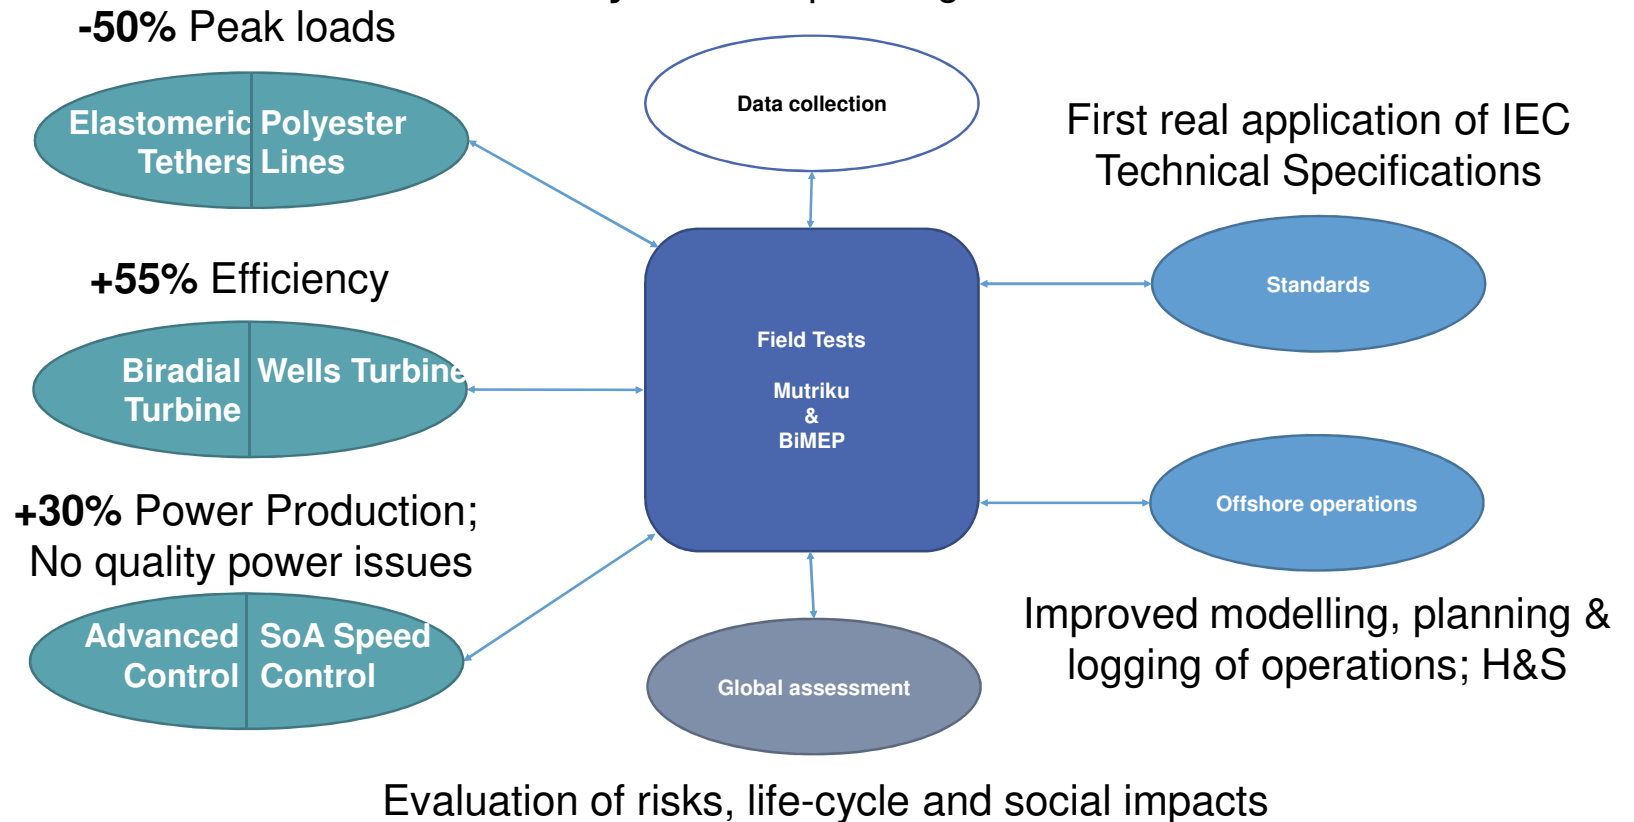 -50% Peak loads
Elastomeric Polyester
Tethers Lines
Data collection
First real application of IEC
Technical Specifications
Standards
+55% Efficiency
Biradial Wells Turbine
Turbine
Field Tests
Mutriku
&
BiMEP
+30% Power Production;
No quality power issues
Advanced SoA Speed
Control Control
Offshore operations
Improved modelling, planning &
logging of operations; H&S
Global assessment
Evaluation of risks, life-cycle and social impacts